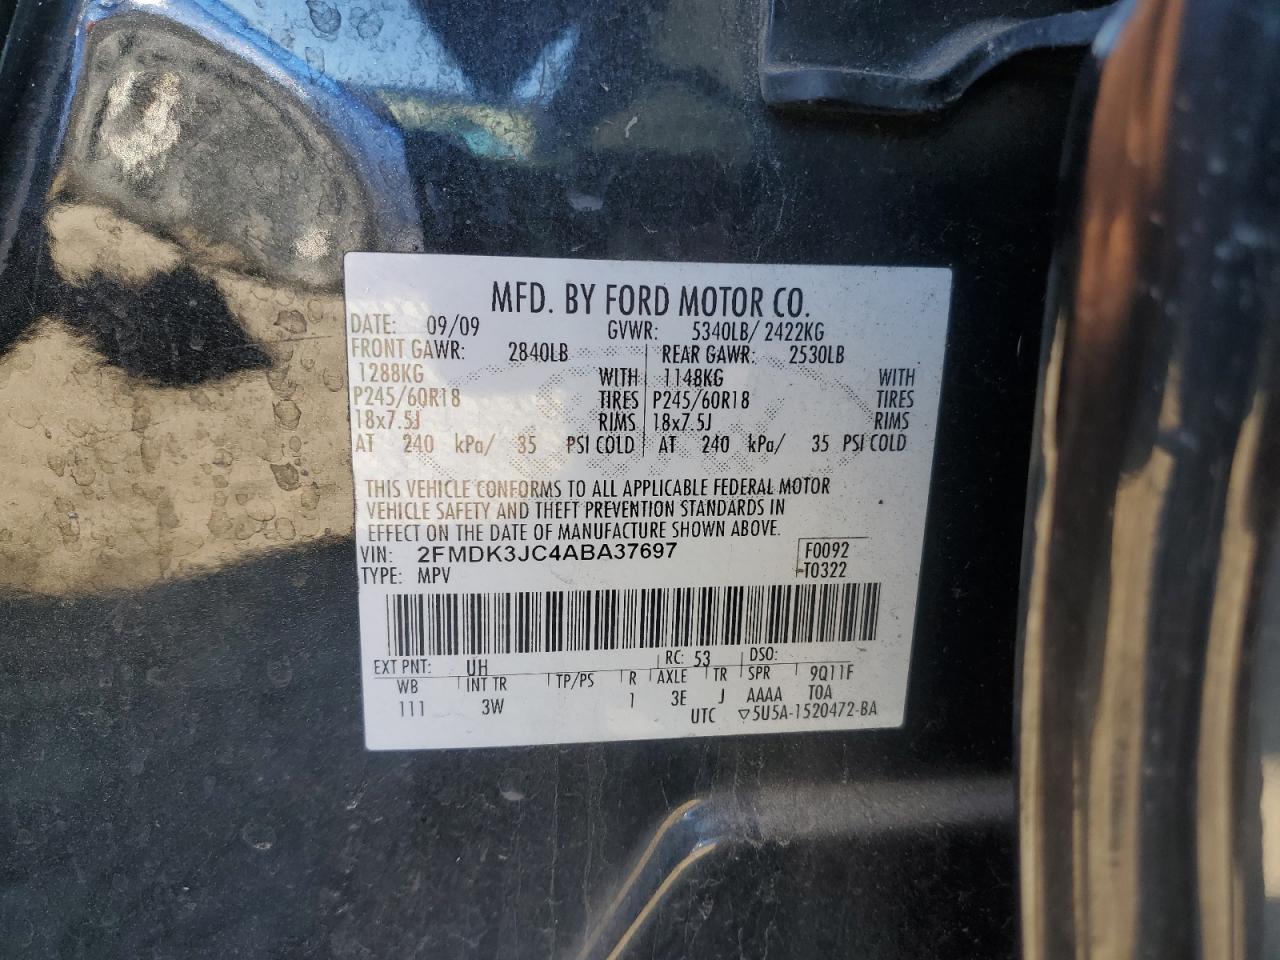 MFD. BY FORD MOTOR CO.
DATE: 09/09 GVWR: 5340LB/ 2422KG
FRONT GAWR: 2840LB REAR GAWR: 2530LB
1288KG WITH 1148KG WITH
P245/60R18 TIRES P245/60R18 TIRES
18x7.5J RIMS 18x7.5J RIMS
AT 240 kPa/ 35 PSI COLD AT 240 kPa/ 35 PSI COLD
THIS VEHICLE CONFORMS TO ALL APPLICABLE FEDERAL MOTOR
VEHICLE SAFETY AND THEFT PREVENTION STANDARDS IN
EFFECT ON THE DATE OF MANUFACTURE SHOWN ABOVE.
VIN: 2FMDK3JC4ABA37697 F0092
TYPE: MPV T0322
EXT PNT: UH RC: 53 DSO:
WB INT TR TP/PS R AXLE TR SPR 9Q11F
111 3W 1 3E J AAAA TOA
UTC ▽5U5A-1520472-BA